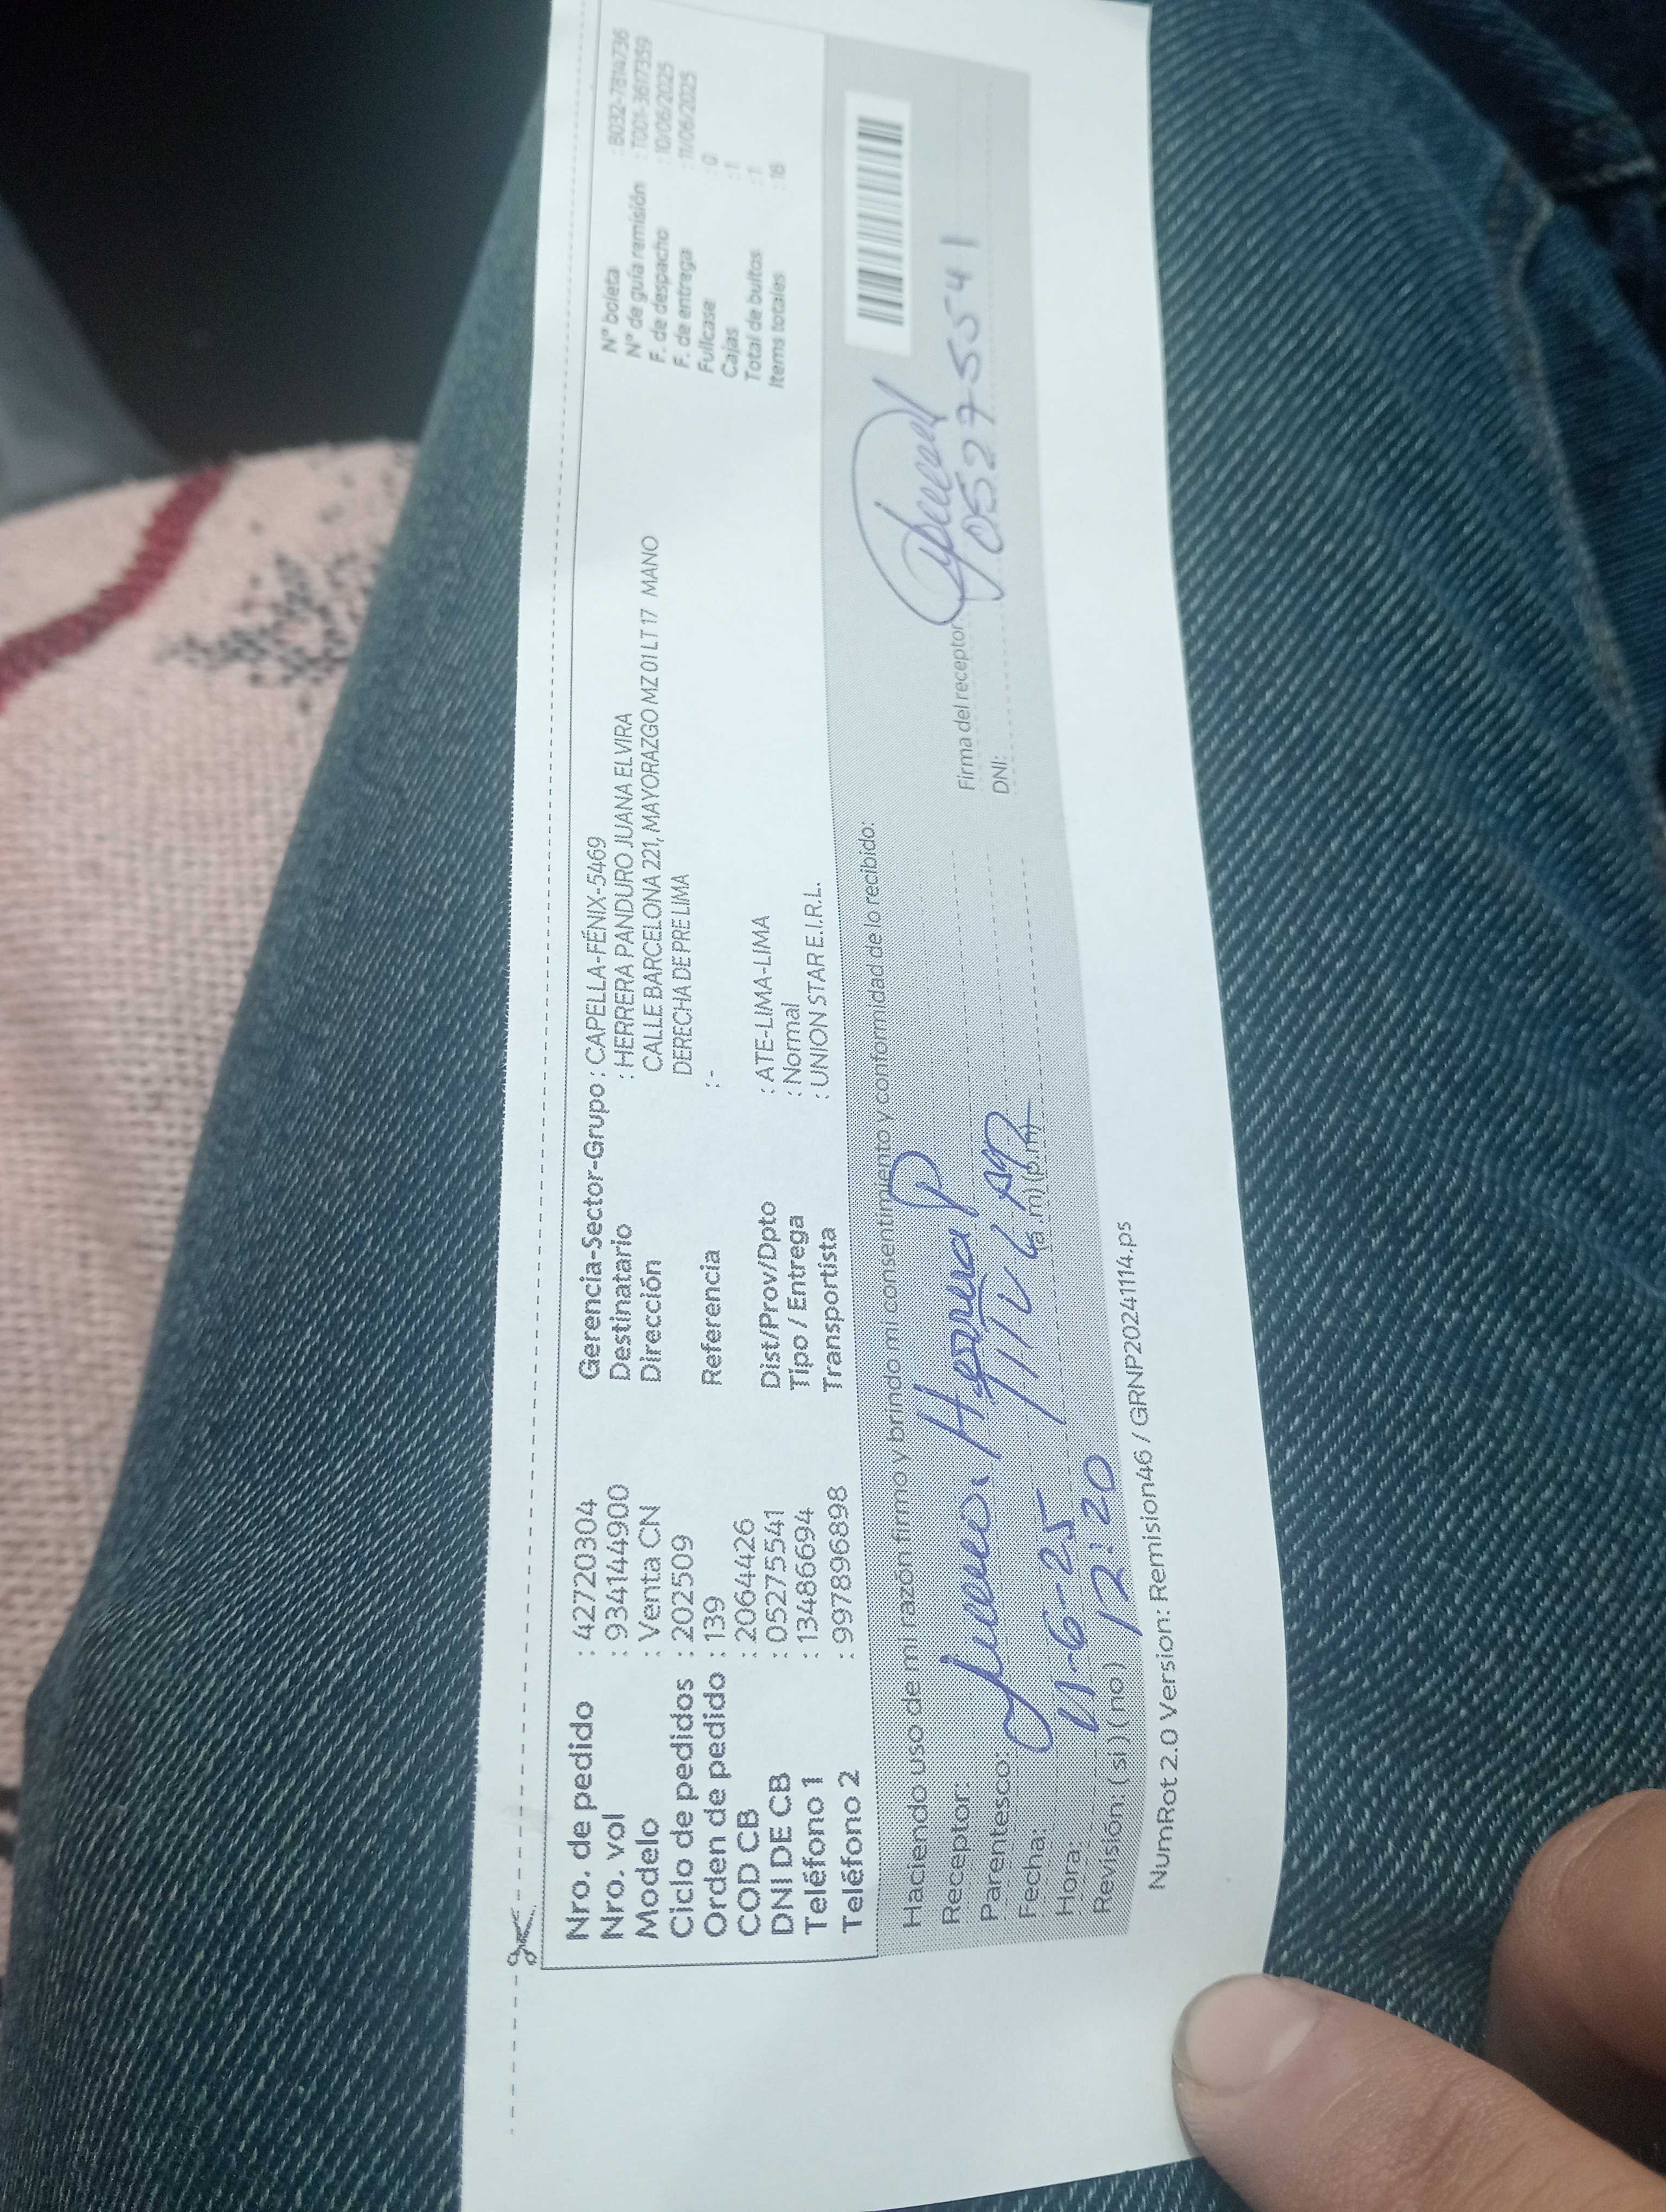 Nro. de pedido : 42720304
Nro. vol : 934144900
Modelo : Venta CN
Ciclo de pedidos : 202509
Orden de pedido : 139
COD CB : 2064426
DNI DE CB : 05275541
Teléfono 1 : 13486694
Teléfono 2 : 997896898
Gerencia-Sector-Grupo : CAPELLA-FÉNIX-5469
Destinatario : HERRERA PANDURO JUANA ELVIRA
Dirección CALLE BARCELONA 221, MAYORAZGO MZ 01 LT 17 MANO
DERECHA DE PRE LIMA
Referencia : -
Dist/Prov/Dpto : ATE-LIMA-LIMA
Tipo / Entrega : Normal
Transportista : UNION STAR E.I.R.L.
N° boleta : B032-7814736
N° de guía remisión : T001-3617359
F. de despacho : 10/06/2025
F. de entrega : 11/06/2025
Fullcase : 0
Cajas : 1
Total de bultos : 1
Items totales : 16
Haciendo uso de mi razón firmo y brindo mi consentimiento y conformidad de lo recibido:
Receptor: Herrera P
Parentesco:
Fecha: 11-6-25
Hora: 12:20 (a.m) (p.m)
Revisión: (si) (no)
Firma del receptor:
DNI: 05275541
NumRot 2.0 Version: Remision46 / GRNP20241114.ps